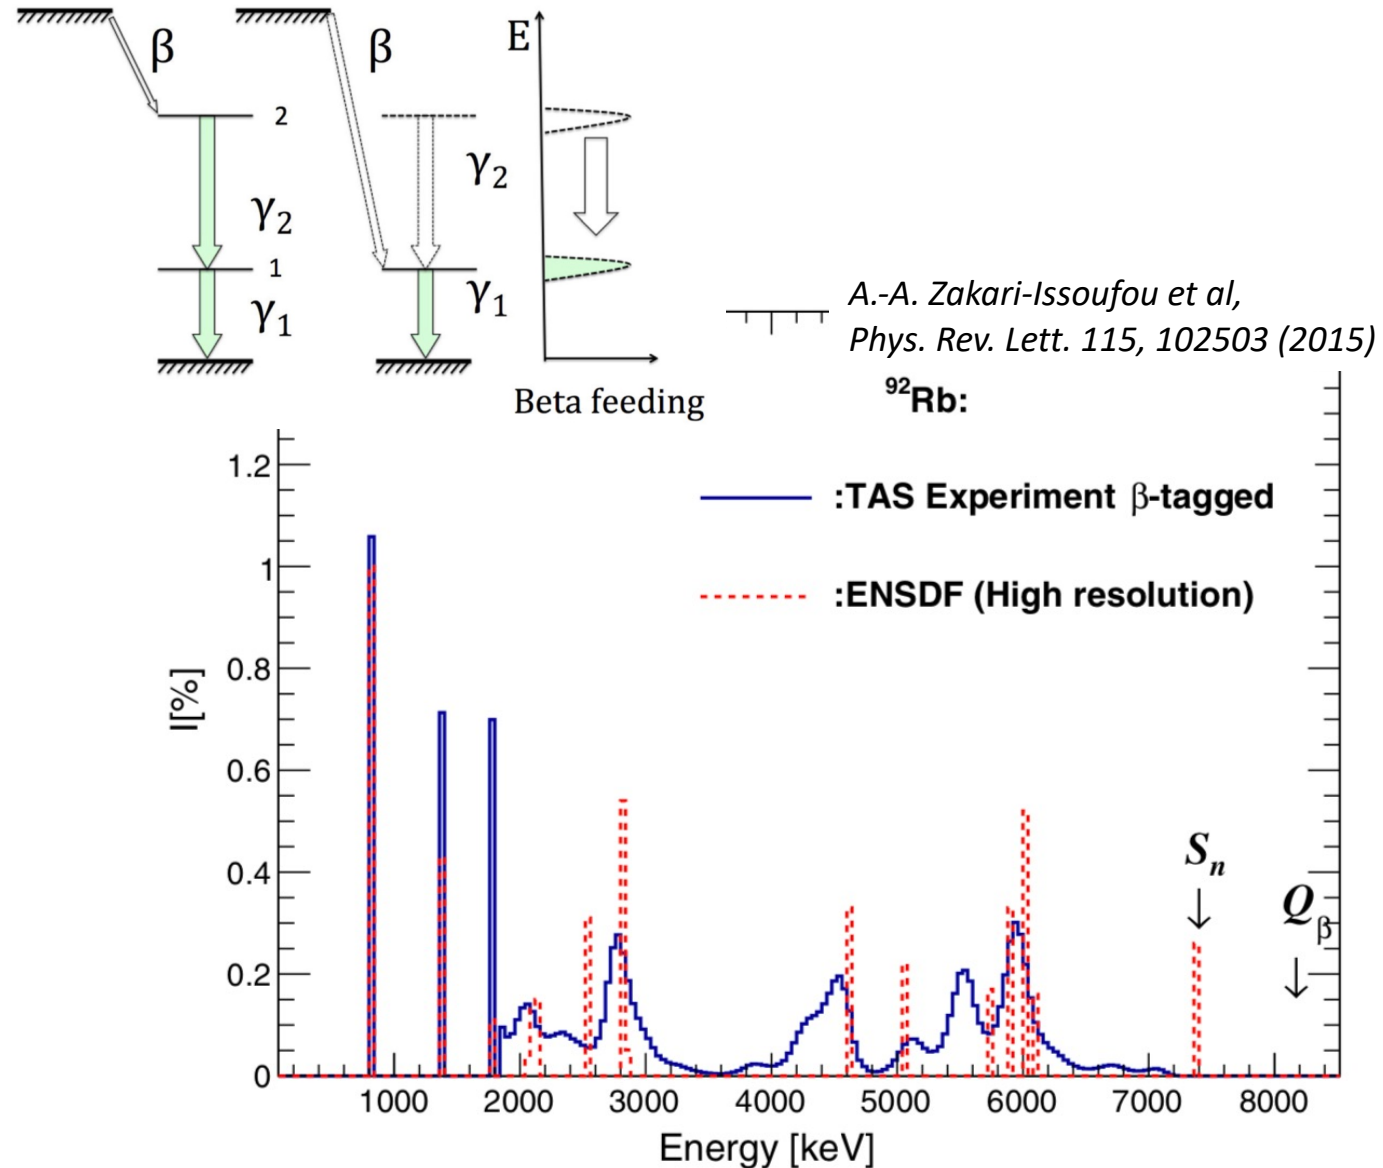 β
2
γ2
1
γ1
β
γ2
γ1
E
Beta feeding
A.-A. Zakari-Issoufou et al,
Phys. Rev. Lett. 115, 102503 (2015)
92Rb:
:TAS Experiment β-tagged
:ENSDF (High resolution)
I[%]
1.2
1
0.8
0.6
0.4
0.2
0
Sn
Qβ
1000 2000 3000 4000 5000 6000 7000 8000
Energy [keV]